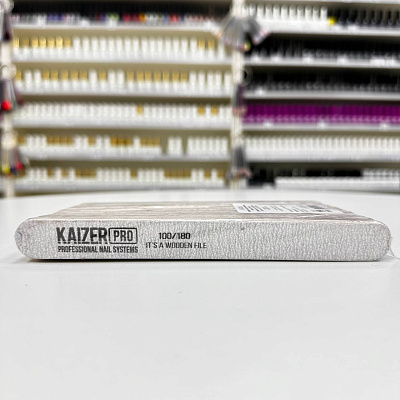 KAIZER PRO
PROFESSIONAL NAIL SYSTEMS
100/180
IT'S A WOODEN FILE